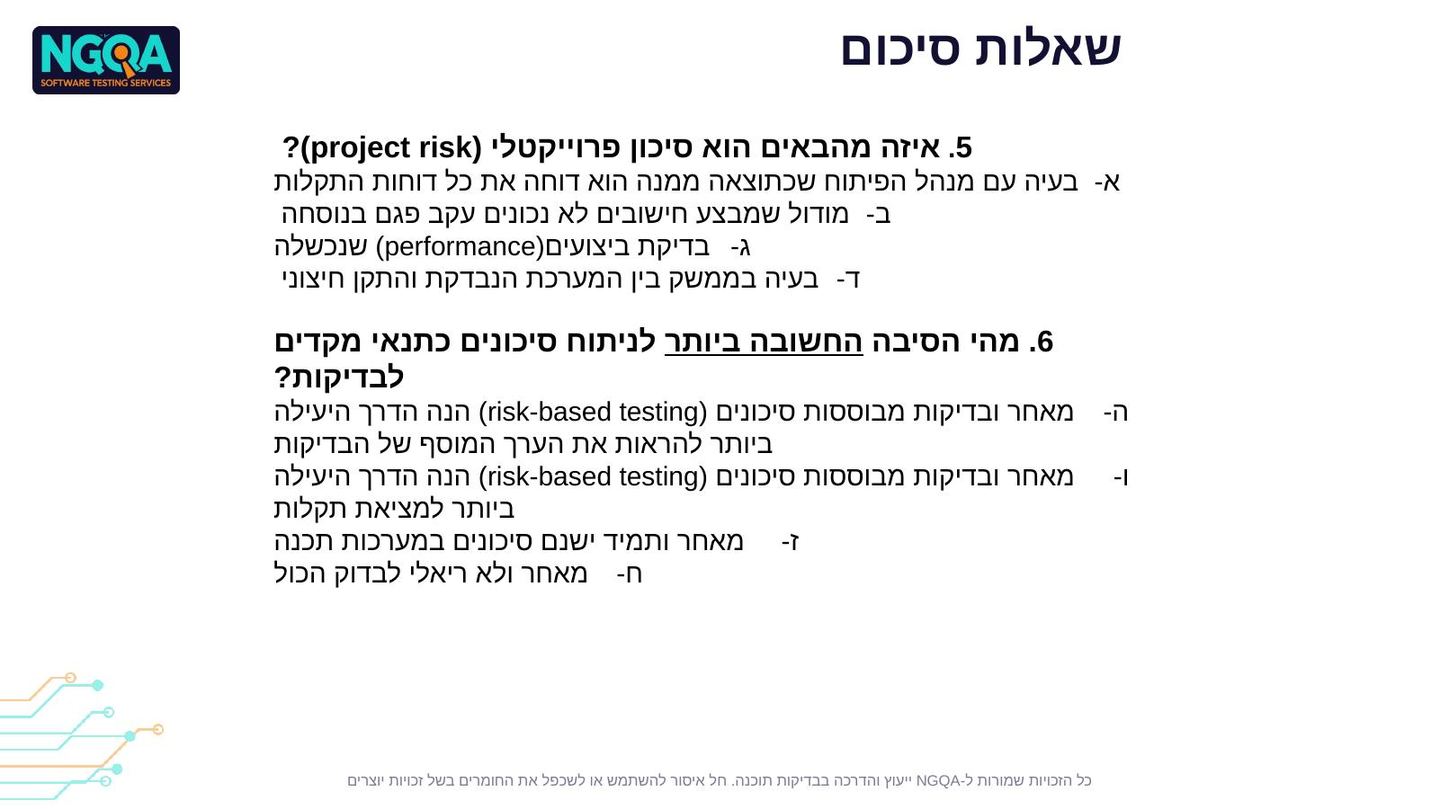 NGQA
SOFTWARE TESTING SERVICES
שאלות סיכום
5. איזה מהבאים הוא סיכון פרוייקטלי (project risk)?
א- בעיה עם מנהל הפיתוח שכתוצאה ממנה הוא דוחה את כל דוחות התקלות
ב- מודול שמבצע חישובים לא נכונים עקב פגם בנוסחה
ג- בדיקת ביצועים(performance) שנכשלה
ד- בעיה בממשק בין המערכת הנבדקת והתקן חיצוני
6. מהי הסיבה החשובה ביותר לניתוח סיכונים כתנאי מקדים
לבדיקות?
ה- מאחר ובדיקות מבוססות סיכונים (risk-based testing) הנה הדרך היעילה
ביותר להראות את הערך המוסף של הבדיקות
ו- מאחר ובדיקות מבוססות סיכונים (risk-based testing) הנה הדרך היעילה
ביותר למציאת תקלות
ז- מאחר ותמיד ישנם סיכונים במערכות תכנה
ח- מאחר ולא ריאלי לבדוק הכול
כל הזכויות שמורות ל-NGQA ייעוץ והדרכה בבדיקות תוכנה. חל איסור להשתמש או לשכפל את החומרים בשל זכויות יוצרים